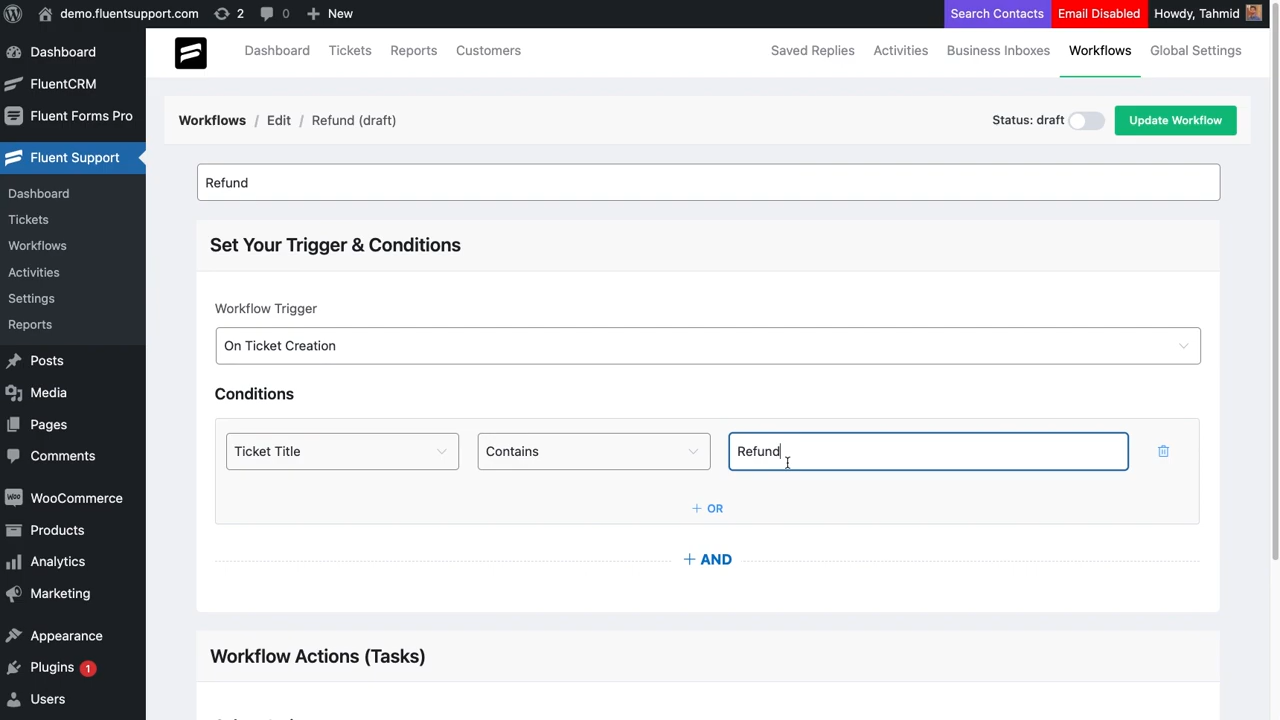 demo.fluentsupport.com 2 0 New Search Contacts Email Disabled Howdy, Tahmid
Dashboard
FluentCRM
Fluent Forms Pro
Fluent Support
Dashboard
Tickets
Workflows
Activities
Settings
Reports
Posts
Media
Pages
Comments
WooCommerce
Products
Analytics
Marketing
Appearance
Plugins 1
Users
Dashboard Tickets Reports Customers Saved Replies Activities Business Inboxes Workflows Global Settings
Workflows / Edit / Refund (draft) Status: draft Update Workflow
Refund
Set Your Trigger & Conditions
Workflow Trigger
On Ticket Creation
Conditions
Ticket Title Contains Refund
+ OR
+ AND
Workflow Actions (Tasks)